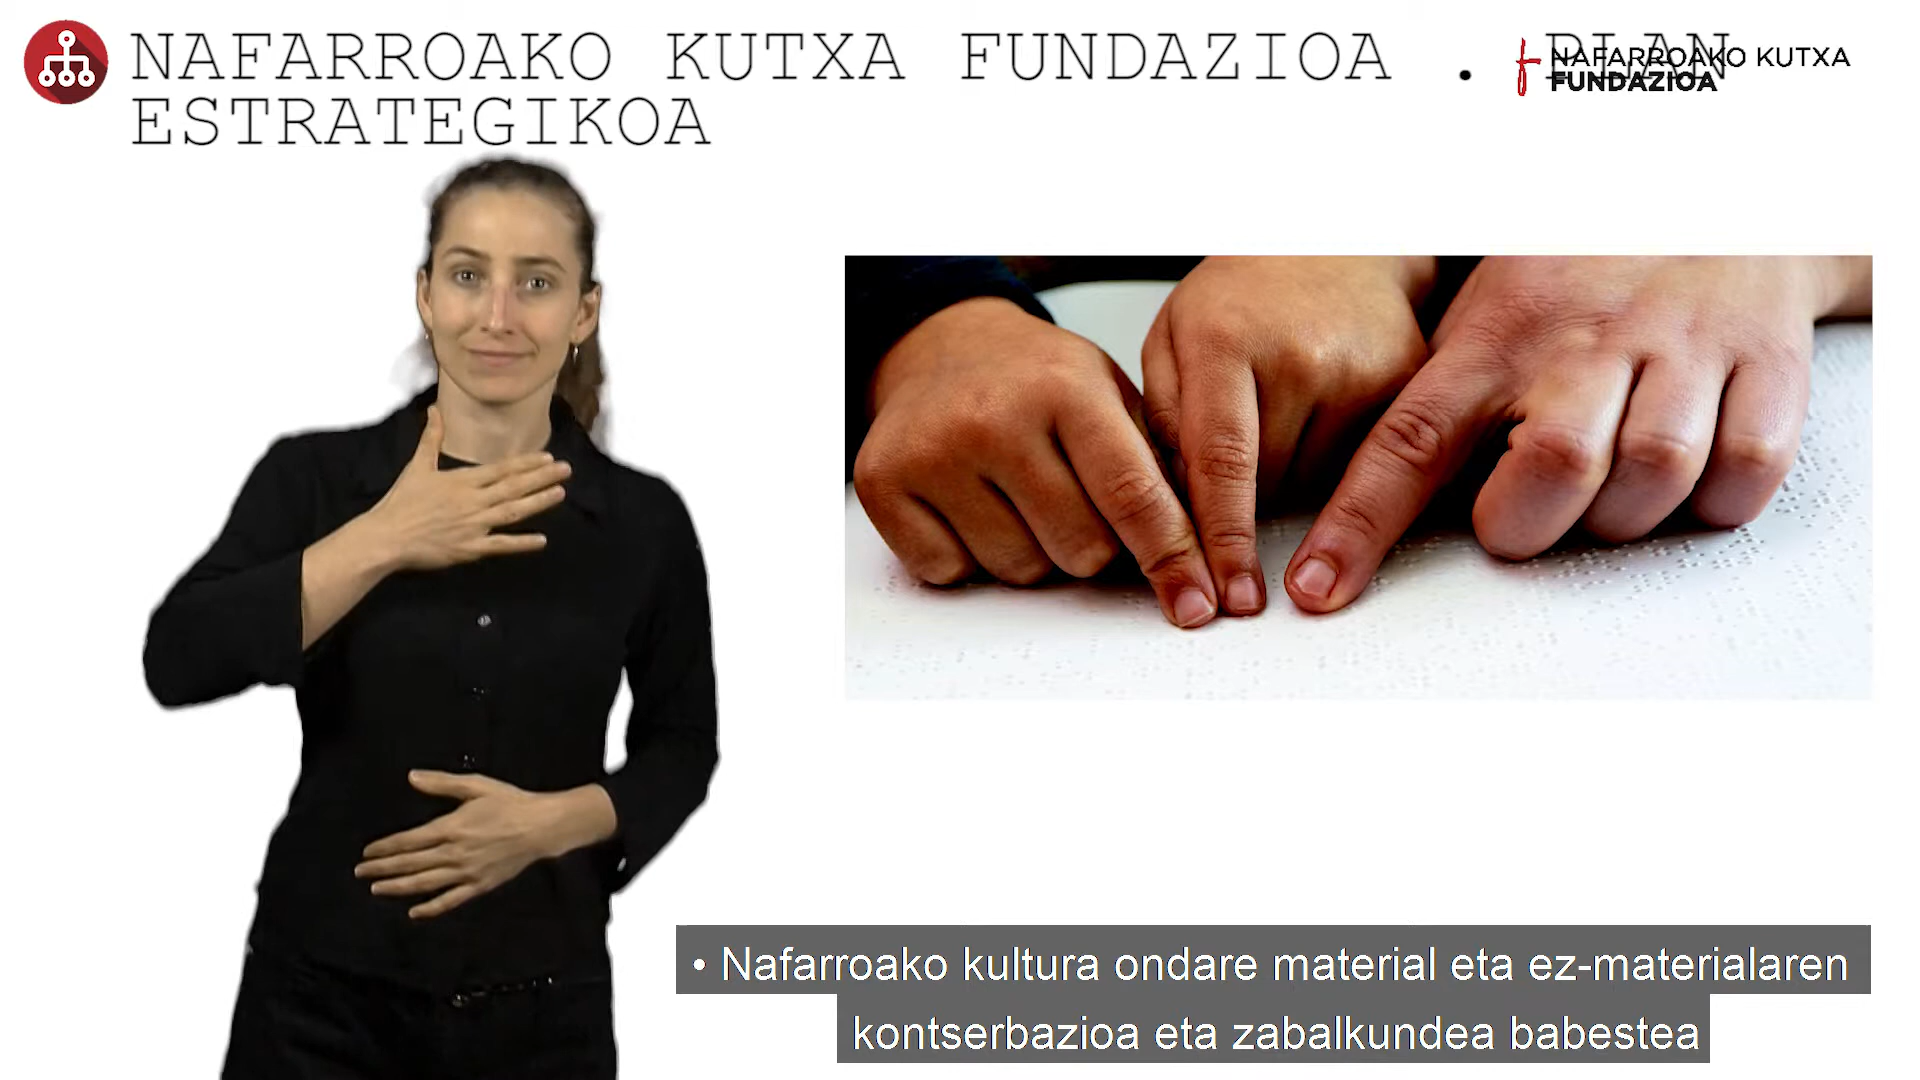 NAFARROAKO KUTXA FUNDAZIOA . PLAN
ESTRATEGIKOA
NAFARROAKO KUTXA
FUNDAZIOA
• Nafarroako kultura ondare material eta ez-materialaren
kontserbazioa eta zabalkundea babestea